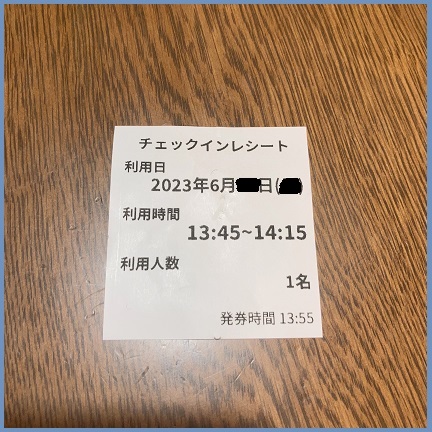 チェックインレシート
利用日
2023年6月 日( )
利用時間
13:45~14:15
利用人数
1名
発券時間 13:55